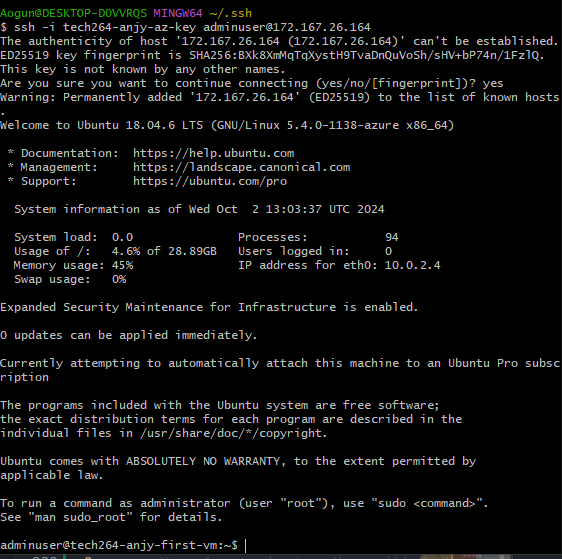 Aogun@DESKTOP-DOVVRQS MINGW64 ~/.ssh
$ ssh -i tech264-anjy-az-key adminuser@172.167.26.164
The authenticity of host '172.167.26.164 (172.167.26.164)' can't be established.
ED25519 key fingerprint is SHA256:BXk8XmMqTqXystH9TvaDnQuVoSh/sHV+bP74n/1FzlQ.
This key is not known by any other names.
Are you sure you want to continue connecting (yes/no/[fingerprint])? yes
Warning: Permanently added '172.167.26.164' (ED25519) to the list of known hosts
.
Welcome to Ubuntu 18.04.6 LTS (GNU/Linux 5.4.0-1138-azure x86_64)
* Documentation:  https://help.ubuntu.com
* Management:     https://landscape.canonical.com
* Support:        https://ubuntu.com/pro
System information as of Wed Oct  2 13:03:37 UTC 2024
System load:  0.0               Processes:           94
Usage of /:   4.6% of 28.89GB   Users logged in:     0
Memory usage: 45%               IP address for eth0: 10.0.2.4
Swap usage:   0%
Expanded Security Maintenance for Infrastructure is enabled.
0 updates can be applied immediately.
Currently attempting to automatically attach this machine to an Ubuntu Pro subsc
ription
The programs included with the Ubuntu system are free software;
the exact distribution terms for each program are described in the
individual files in /usr/share/doc/*/copyright.
Ubuntu comes with ABSOLUTELY NO WARRANTY, to the extent permitted by
applicable law.
To run a command as administrator (user "root"), use "sudo <command>".
See "man sudo_root" for details.
adminuser@tech264-anjy-first-vm:~$